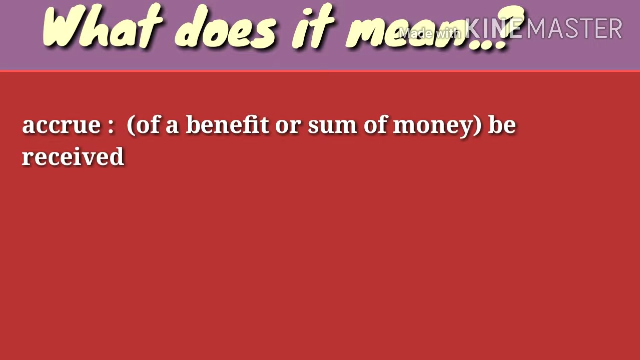 What does it mean...?
Made with KINEMASTER
accrue : (of a benefit or sum of money) be
received